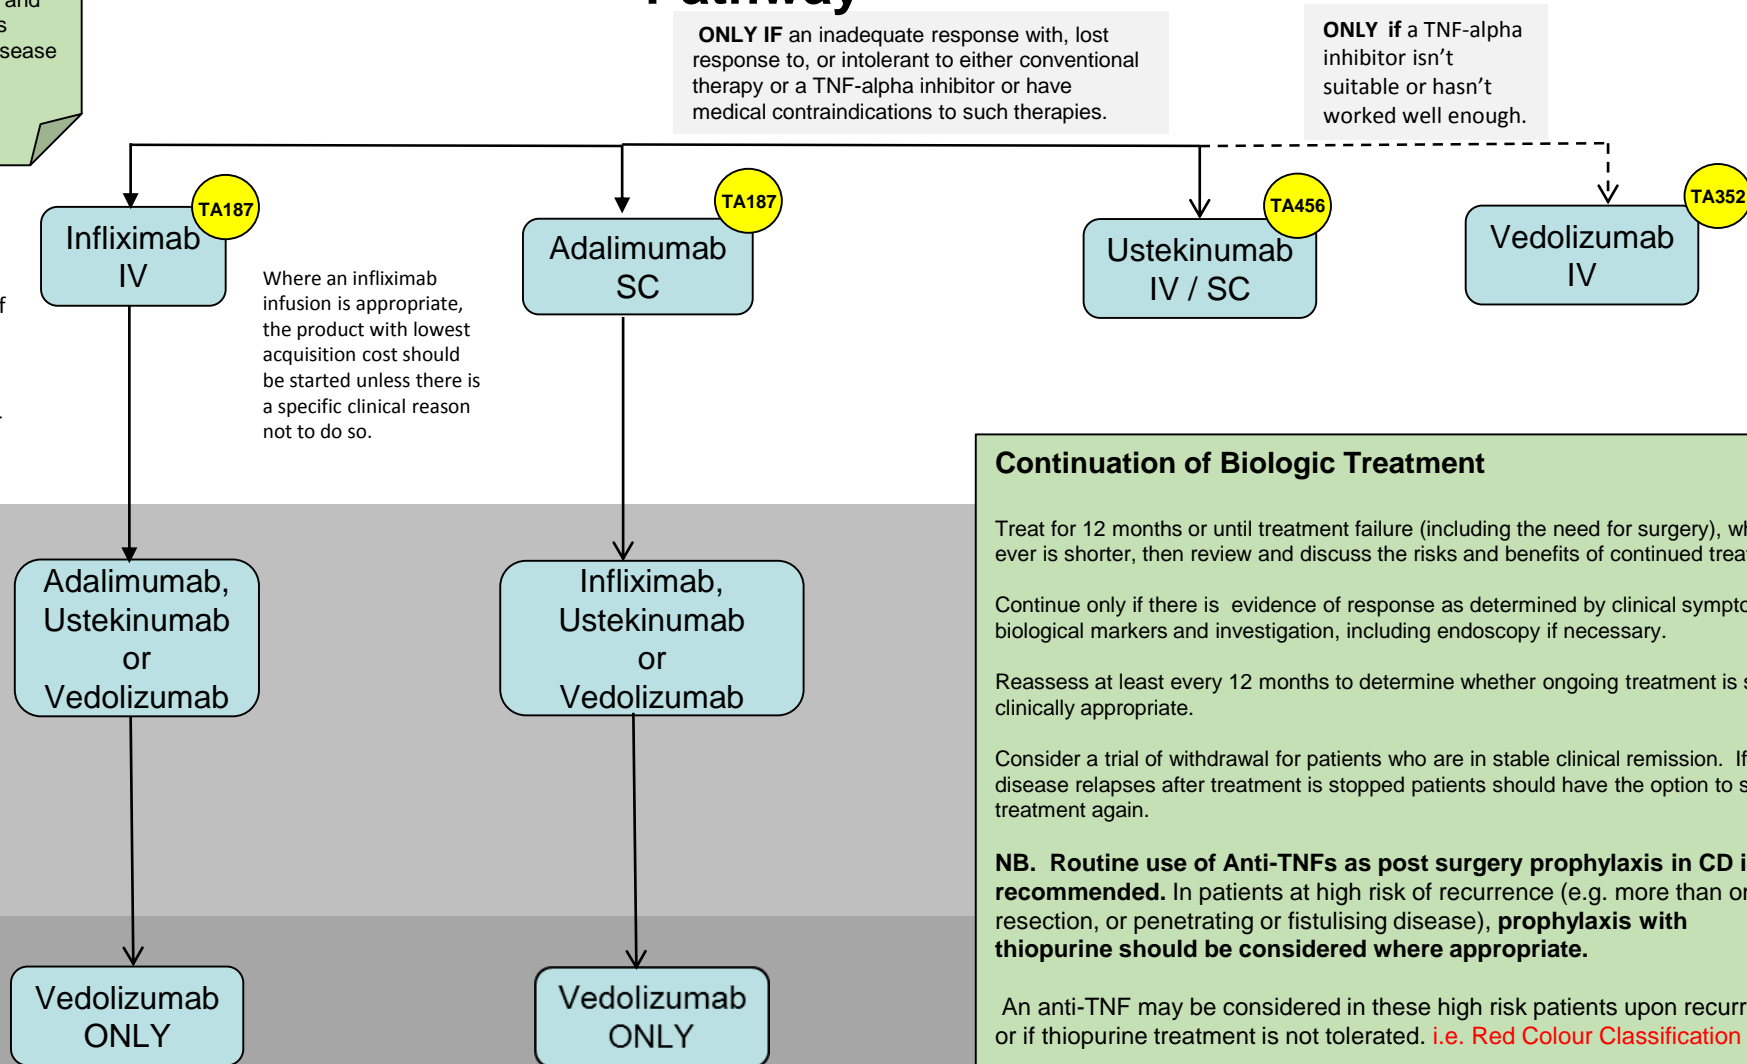 and
s
sease
Pathway
ONLY IF an inadequate response with, lost
response to, or intolerant to either conventional
therapy or a TNF-alpha inhibitor or have
medical contraindications to such therapies.
ONLY if a TNF-alpha
inhibitor isn't
suitable or hasn't
worked well enough.
TA187
Infliximab
IV
TA187
Adalimumab
SC
TA456
Ustekinumab
IV / SC
TA352
Vedolizumab
IV
f
Where an infliximab
infusion is appropriate,
the product with lowest
acquisition cost should
be started unless there is
a specific clinical reason
not to do so.
Adalimumab,
Ustekinumab
or
Vedolizumab
Infliximab,
Ustekinumab
or
Vedolizumab
Vedolizumab
ONLY
Vedolizumab
ONLY
Continuation of Biologic Treatment
Treat for 12 months or until treatment failure (including the need for surgery), wh
ever is shorter, then review and discuss the risks and benefits of continued trea
Continue only if there is evidence of response as determined by clinical sympto
biological markers and investigation, including endoscopy if necessary.
Reassess at least every 12 months to determine whether ongoing treatment is s
clinically appropriate.
Consider a trial of withdrawal for patients who are in stable clinical remission. If
disease relapses after treatment is stopped patients should have the option to s
treatment again.
NB. Routine use of Anti-TNFs as post surgery prophylaxis in CD i
recommended. In patients at high risk of recurrence (e.g. more than or
resection, or penetrating or fistulising disease), prophylaxis with
thiopurine should be considered where appropriate.
An anti-TNF may be considered in these high risk patients upon recurr
or if thiopurine treatment is not tolerated. i.e. Red Colour Classification